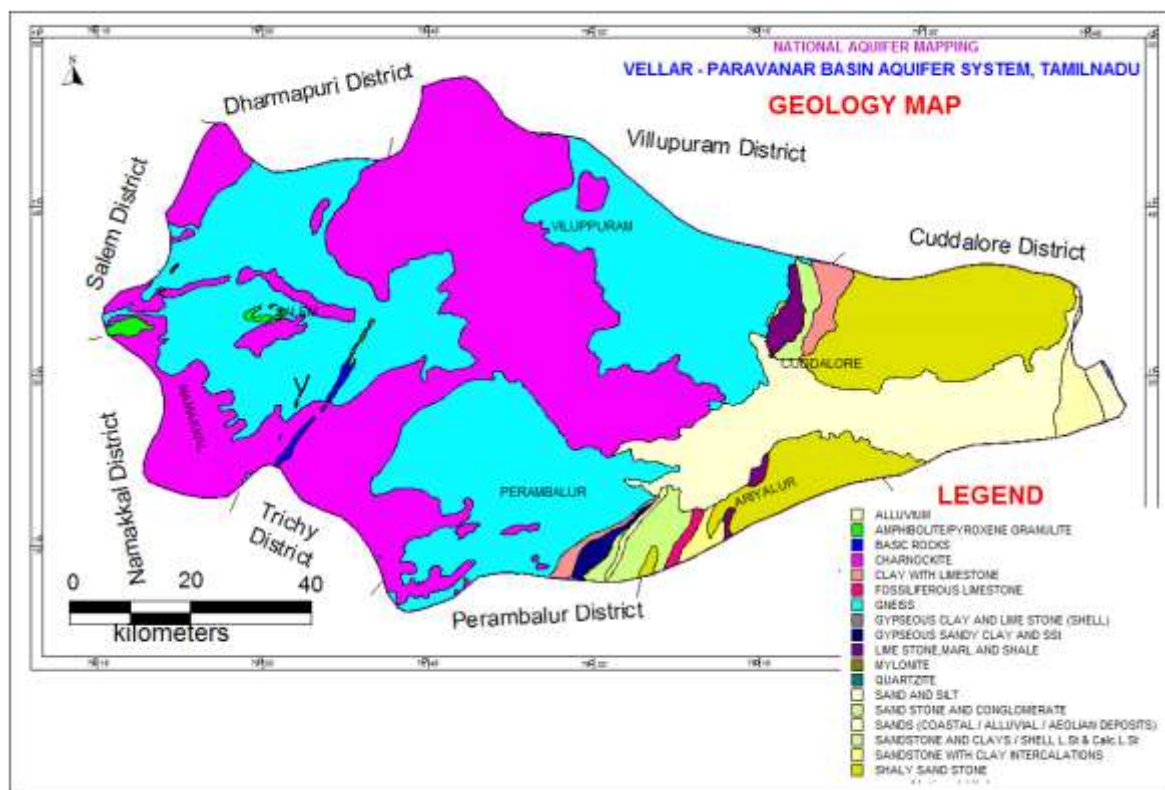 NATIONAL AQUIFER MAPPING
VELLAR - PARAVANAR BASIN AQUIFER SYSTEM, TAMILNADU
GEOLOGY MAP
N
Dharmapuri District
Villupuram District
Salem District
Cuddalore District
VILUPPURAM
CUDDALORE
NAMAKKAL
Namakkal District
PERAMBALUR
ARIYALUR
Trichy
District
Perambalur District
0 20 40
kilometers
LEGEND
ALLUVIUM
AMPHIBOLITE/PYROXENE GRANULITE
BASIC ROCKS
CHARNOCKITE
CLAY WITH LIMESTONE
FOSSILIFEROUS LIMESTONE
GNEISS
GYPSEOUS CLAY AND LIME STONE (SHELL)
GYPSEOUS SANDY CLAY AND SSt
LIME STONE,MARL AND SHALE
MYLONITE
QUARTZITE
SAND AND SILT
SAND STONE AND CONGLOMERATE
SANDS (COASTAL / ALLUVIAL / AEOLIAN DEPOSITS)
SANDSTONE AND CLAYS / SHELL L.St & Calc.L.St
SANDSTONE WITH CLAY INTERCALATIONS
SHALY SAND STONE